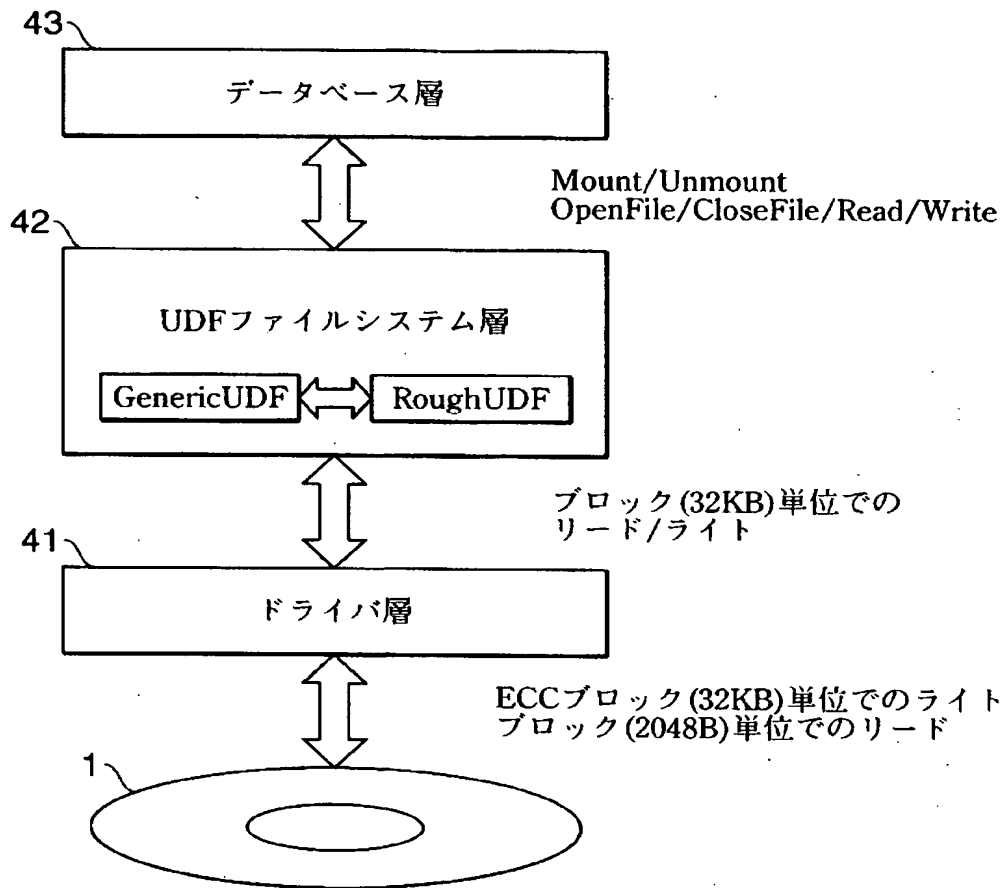 43
データベース層
Mount/Unmount
OpenFile/CloseFile/Read/Write
42
UDFファイルシステム層
GenericUDF
RoughUDF
ブロック(32KB)単位での
リード/ライト
41
ドライバ層
ECCブロック(32KB)単位でのライト
ブロック(2048B)単位でのリード
1